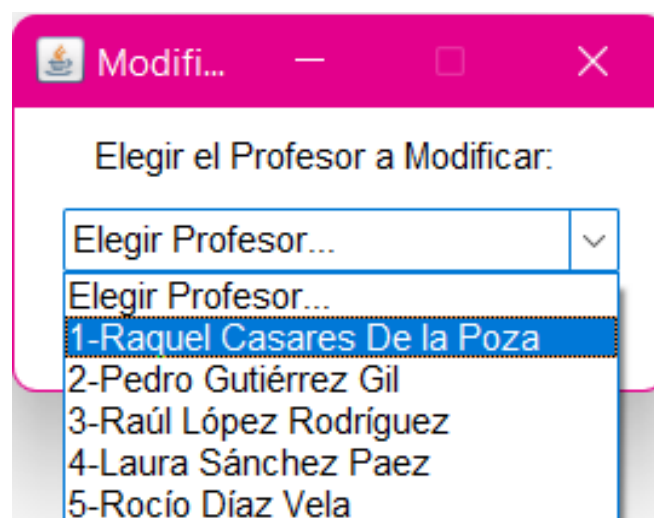 Modifi...
Elegir el Profesor a Modificar:
Elegir Profesor...
Elegir Profesor...
1-Raquel Casares De la Poza
2-Pedro Gutiérrez Gil
3-Raúl López Rodríguez
4-Laura Sánchez Paez
5-Rocío Díaz Vela